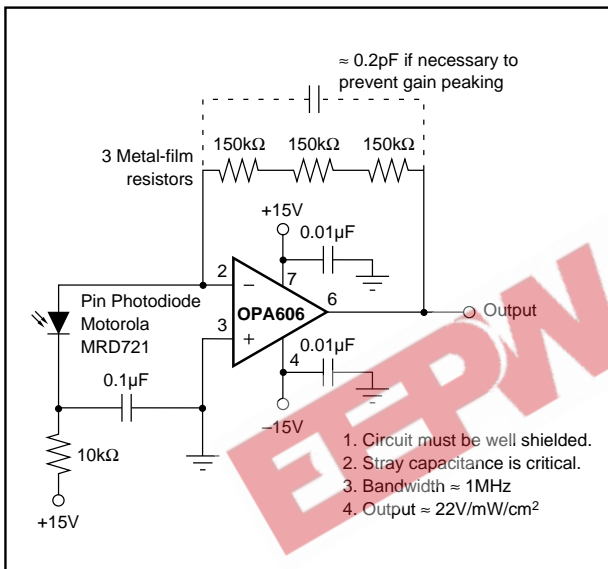 ≈ 0.2pF if necessary to
prevent gain peaking
150kΩ 150kΩ 150kΩ
3 Metal-film
resistors
+15V
0.01µF
7
2
−
Pin Photodiode
Motorola
MRD721
OPA606
6
Output
3
+
4
0.01µF
0.1µF
−15V
10kΩ
+15V
1. Circuit must be well shielded.
2. Stray capacitance is critical.
3. Bandwidth ≈ 1MHz
4. Output ≈ 22V/mW/cm²
EEPW